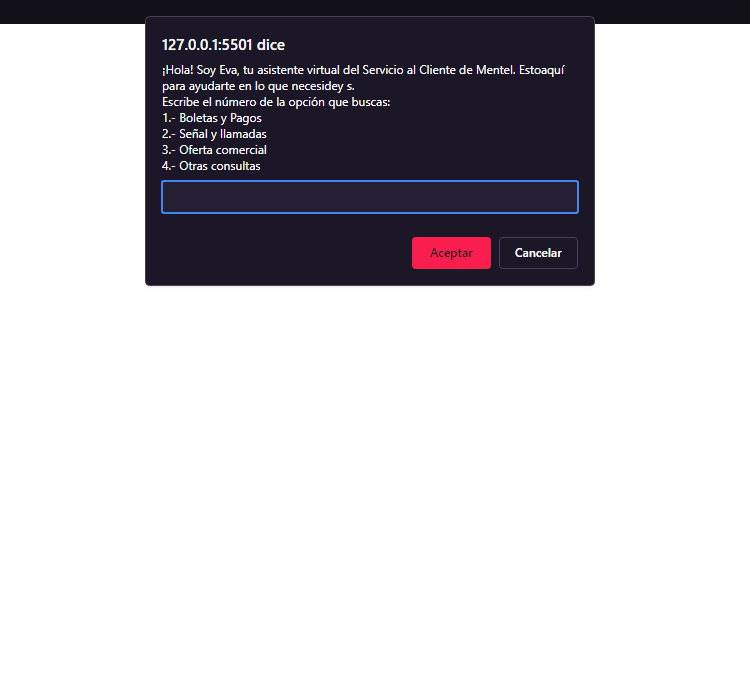 127.0.0.1:5501 dice
¡Hola! Soy Eva, tu asistente virtual del Servicio al Cliente de Mentel. Estoaquí
para ayudarte en lo que necesidey s.
Escribe el número de la opción que buscas:
1.- Boletas y Pagos
2.- Señal y llamadas
3.- Oferta comercial
4.- Otras consultas
Aceptar
Cancelar